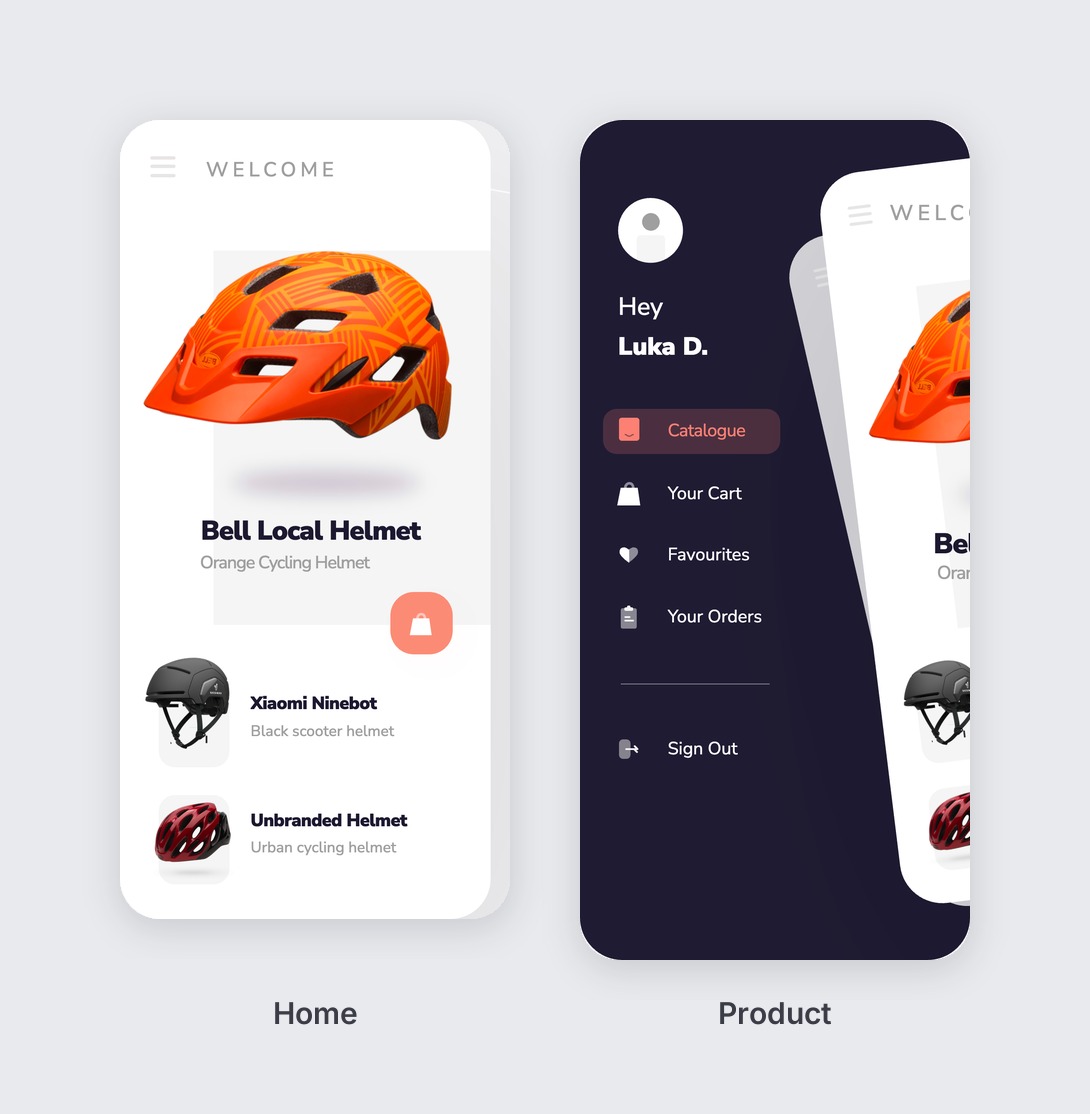 WELCOME
Bell Local Helmet
Orange Cycling Helmet
Xiaomi Ninebot
Black scooter helmet
Unbranded Helmet
Urban cycling helmet
Home
Hey
Luka D.
Catalogue
Your Cart
Favourites
Your Orders
Sign Out
WELC
Bel
Oran
Product